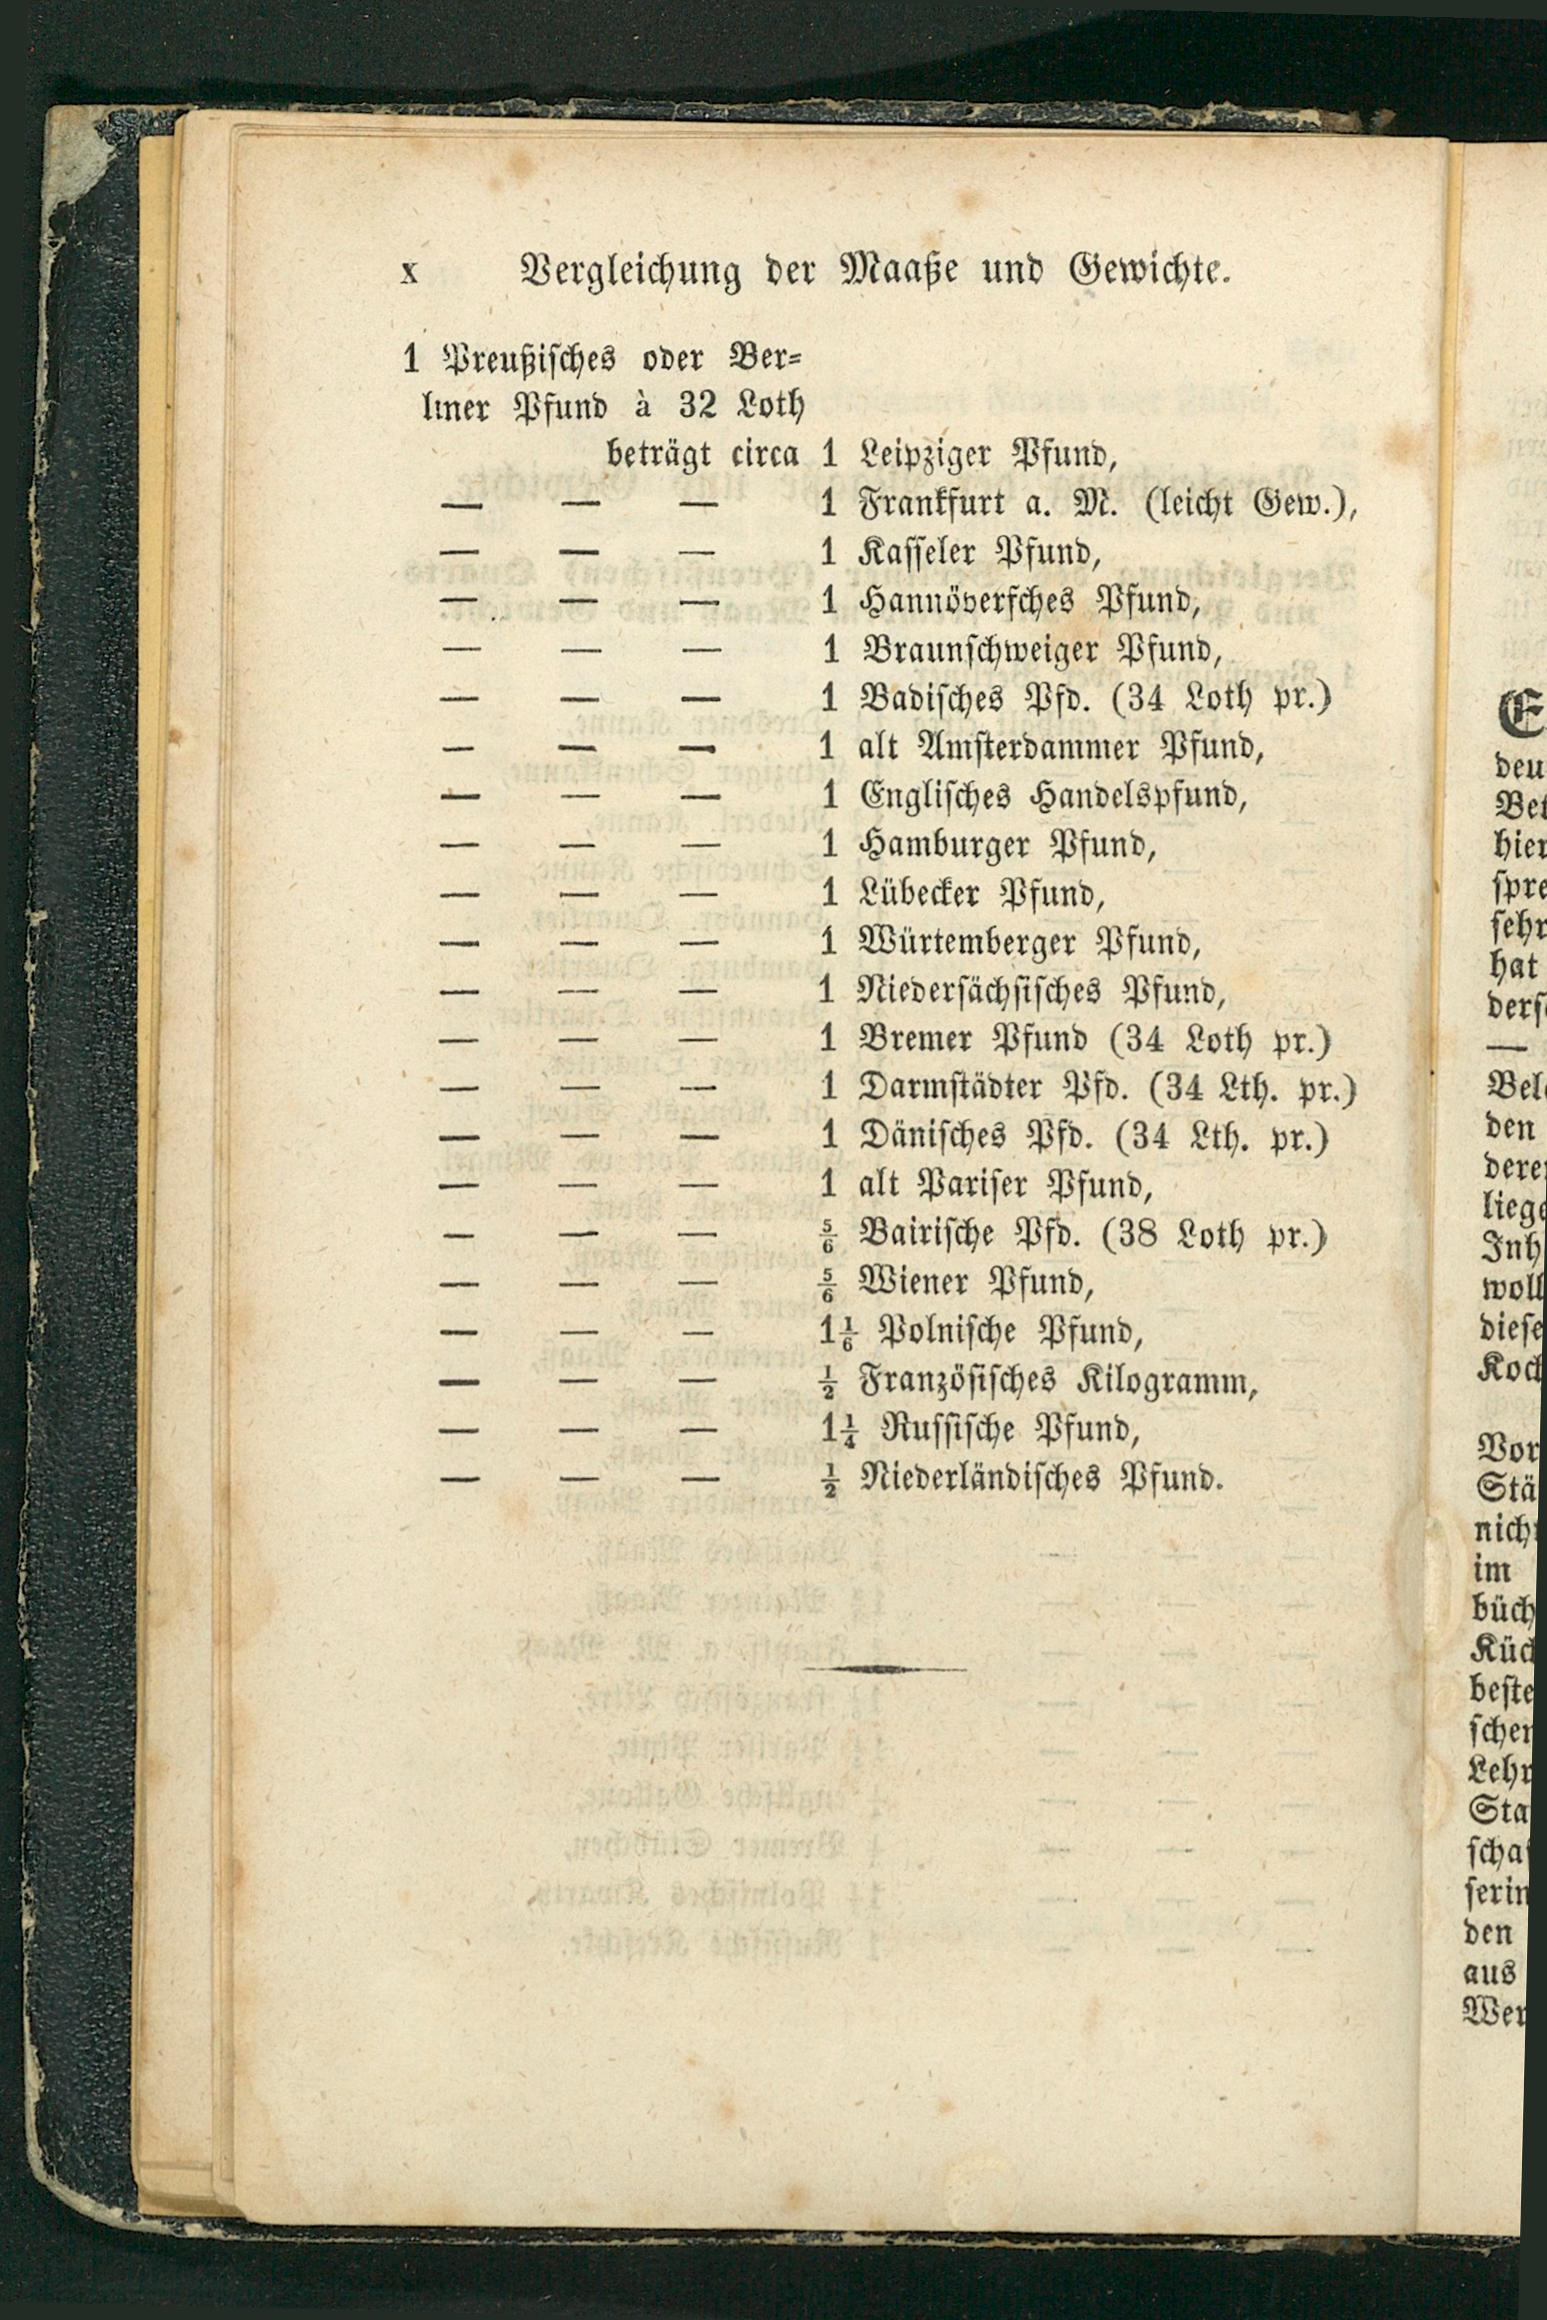 x Vergleichung der Maaße und Gewichte.
1 Preußisches oder Ber-
liner Pfund à 32 Loth
beträgt circa 1 Leipziger Pfund,
— — — 1 Frankfurt a. M. (leicht Gew.),
— — — 1 Kasseler Pfund,
— — — 1 Hannöversches Pfund,
— — — 1 Braunschweiger Pfund,
— — — 1 Badisches Pfd. (34 Loth pr.)
— — — 1 alt Amsterdammer Pfund,
— — — 1 Englisches Handelspfund,
— — — 1 Hamburger Pfund,
— — — 1 Lübecker Pfund,
— — — 1 Würtemberger Pfund,
— — — 1 Niedersächsisches Pfund,
— — — 1 Bremer Pfund (34 Loth pr.)
— — — 1 Darmstädter Pfd. (34 Lth. pr.)
— — — 1 Dänisches Pfd. (34 Lth. pr.)
— — — 1 alt Pariser Pfund,
— — — 5/6 Bairische Pfd. (38 Loth pr.)
— — — 5/6 Wiener Pfund,
— — — 1 1/6 Polnische Pfund,
— — — 1/2 Französisches Kilogramm,
— — — 1 1/4 Russische Pfund,
— — — 1/2 Niederländisches Pfund.